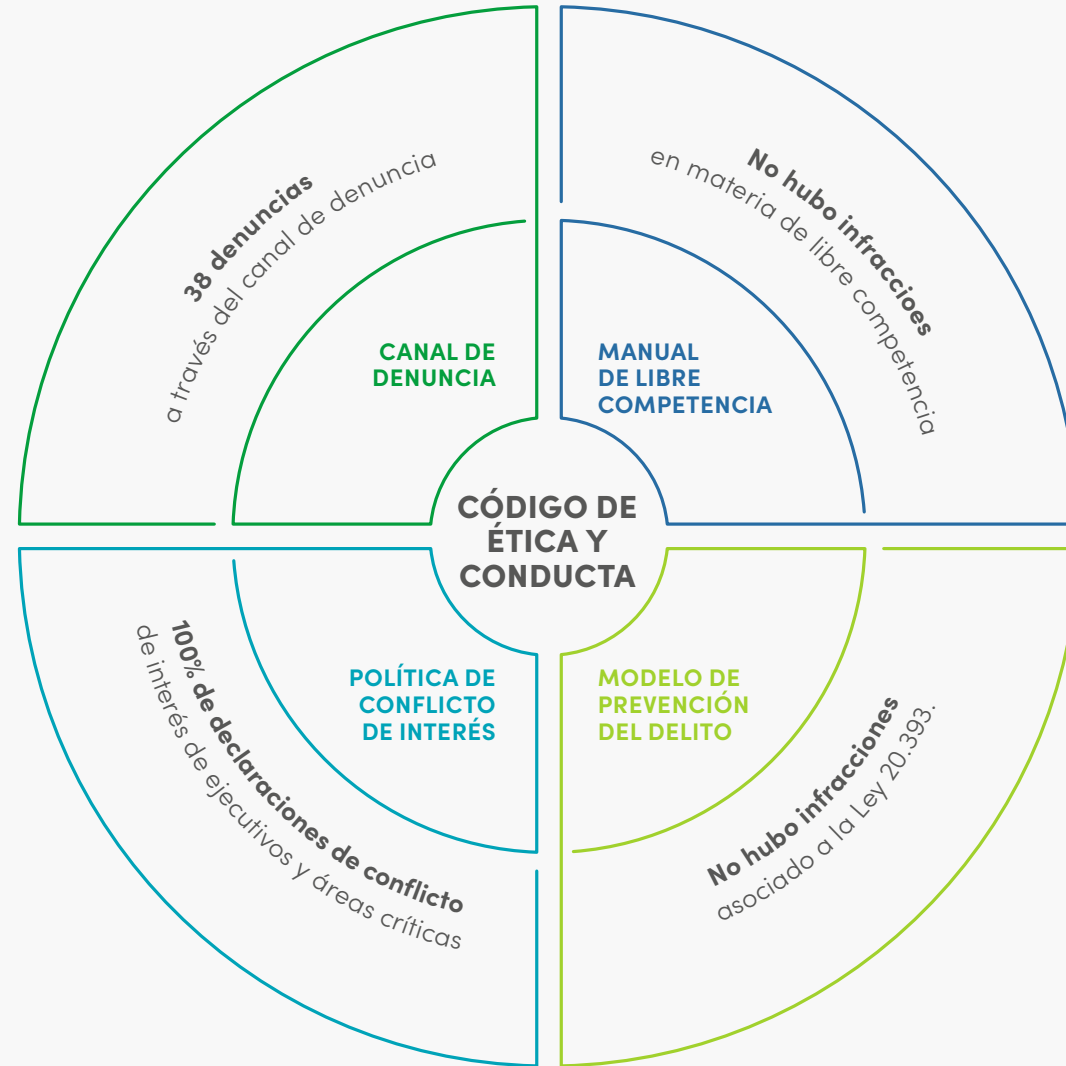 38 denuncias
a través del canal de denuncia
CANAL DE
DENUNCIA
No hubo infraccioes
en materia de libre competencia
MANUAL
DE LIBRE
COMPETENCIA
CÓDIGO DE
ÉTICA Y
CONDUCTA
POLÍTICA DE
CONFLICTO
DE INTERÉS
100% de declaraciones de conflicto
de interés de ejecutivos y áreas críticas
MODELO DE
PREVENCIÓN
DEL DELITO
No hubo infracciones
asociado a la Ley 20.393.